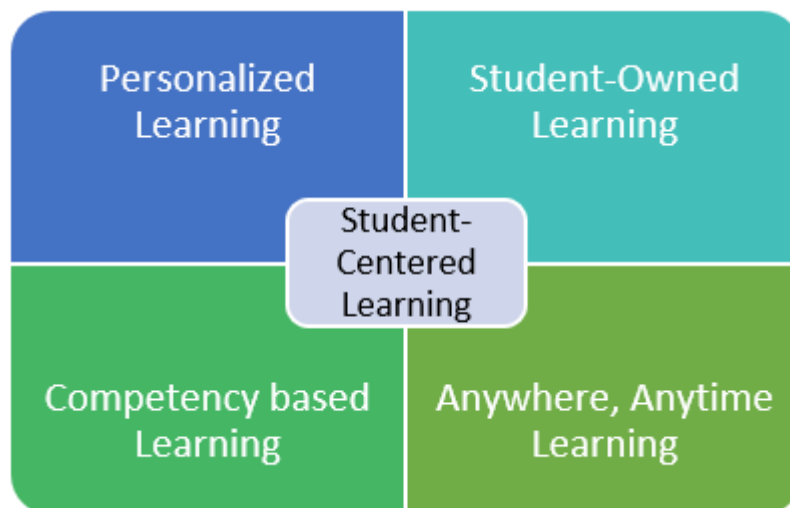 Personalized
Learning
Student-Owned
Learning
Student-
Centered
Learning
Competency based
Learning
Anywhere, Anytime
Learning